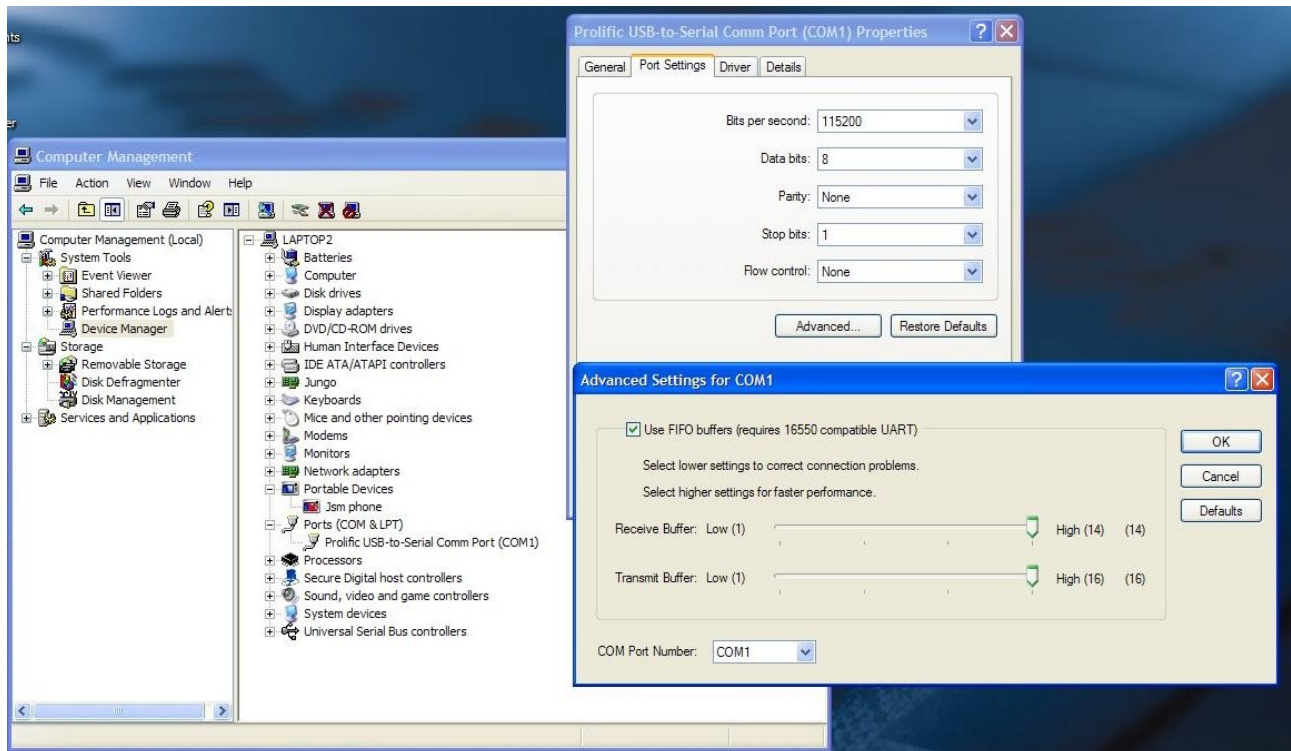 nts
er
Prolific USB-to-Serial Comm Port (COM1) Properties
General Port Settings Driver Details
Bits per second: 115200
Data bits: 8
Parity: None
Stop bits: 1
Flow control: None
Advanced... Restore Defaults
Computer Management
File Action View Window Help
Computer Management (Local)
System Tools
Event Viewer
Shared Folders
Performance Logs and Alert
Device Manager
Storage
Removable Storage
Disk Defragmenter
Disk Management
Services and Applications
LAPTOP2
Batteries
Computer
Disk drives
Display adapters
DVD/CD-ROM drives
Human Interface Devices
IDE ATA/ATAPI controllers
Jungo
Keyboards
Mice and other pointing devices
Modems
Monitors
Network adapters
Portable Devices
Jsm phone
Ports (COM & LPT)
Prolific USB-to-Serial Comm Port (COM1)
Processors
Secure Digital host controllers
Sound, video and game controllers
System devices
Universal Serial Bus controllers
Advanced Settings for COM1
Use FIFO buffers (requires 16550 compatible UART)
Select lower settings to correct connection problems.
Select higher settings for faster performance.
Receive Buffer: Low (1) High (14) (14)
Transmit Buffer: Low (1) High (16) (16)
COM Port Number: COM1
OK
Cancel
Defaults